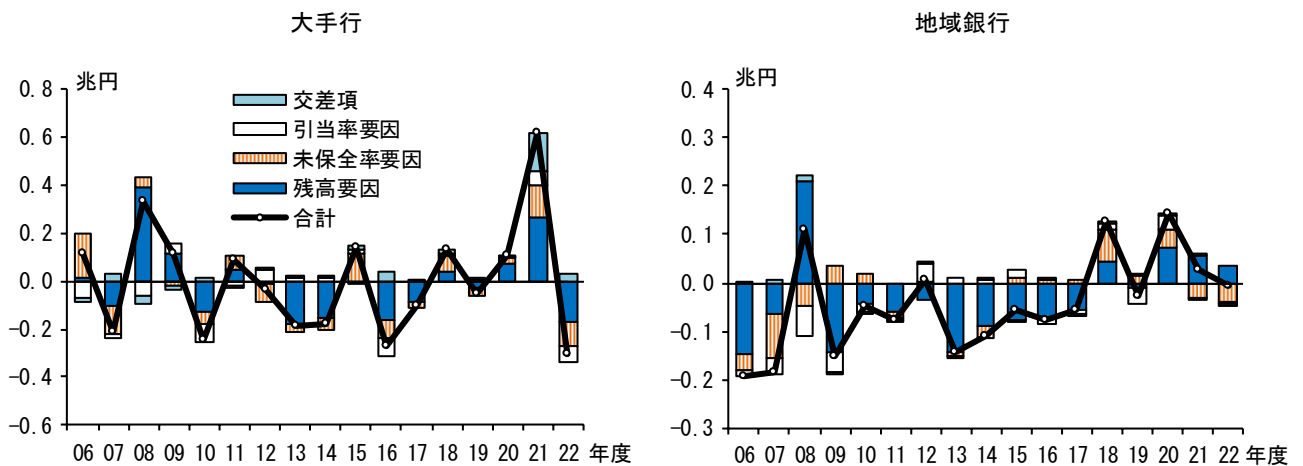 大手行
兆円
0.8
0.6
0.4
0.2
0.0
-0.2
-0.4
-0.6
交差項
引当率要因
未保全率要因
残高要因
合計
06 07 08 09 10 11 12 13 14 15 16 17 18 19 20 21 22 年度
地域銀行
兆円
0.4
0.3
0.2
0.1
0.0
-0.1
-0.2
-0.3
06 07 08 09 10 11 12 13 14 15 16 17 18 19 20 21 22 年度